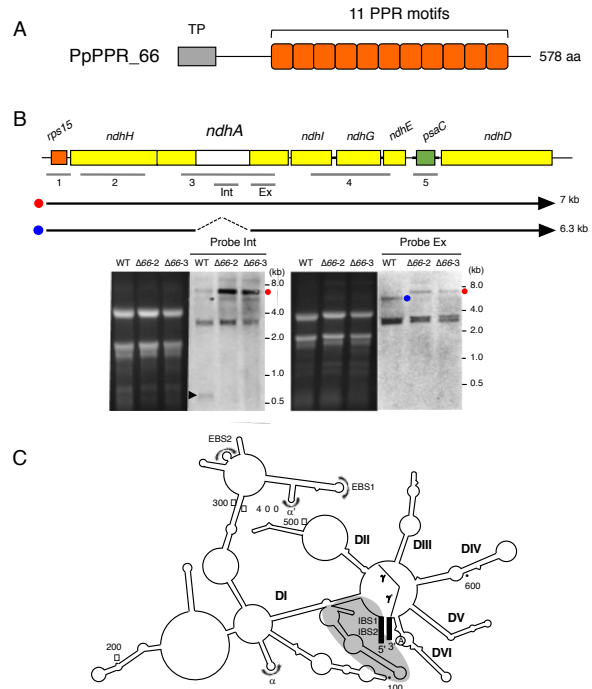 A
TP
11 PPR motifs
PpPPR_66
578 aa
B
rps15
ndhH
ndhA
ndhI
ndhG
ndhE
psaC
ndhD
1
2
3
4
5
Int
Ex
7 kb
6.3 kb
Probe Int
Probe Ex
WT Δ66-2 Δ66-3 WT Δ66-2 Δ66-3 (kb)
WT Δ66-2 Δ66-3 WT Δ66-2 Δ66-3 (kb)
8.0
4.0
2.0
1.0
0.5
8.0
4.0
2.0
1.0
0.5
C
EBS2
EBS1
300
4 0 0
α'
500
DII
DIII
DIV
600
γ
γ'
DI
IBS1
IBS2
5' 3'
A
DV
DVI
200
α
100